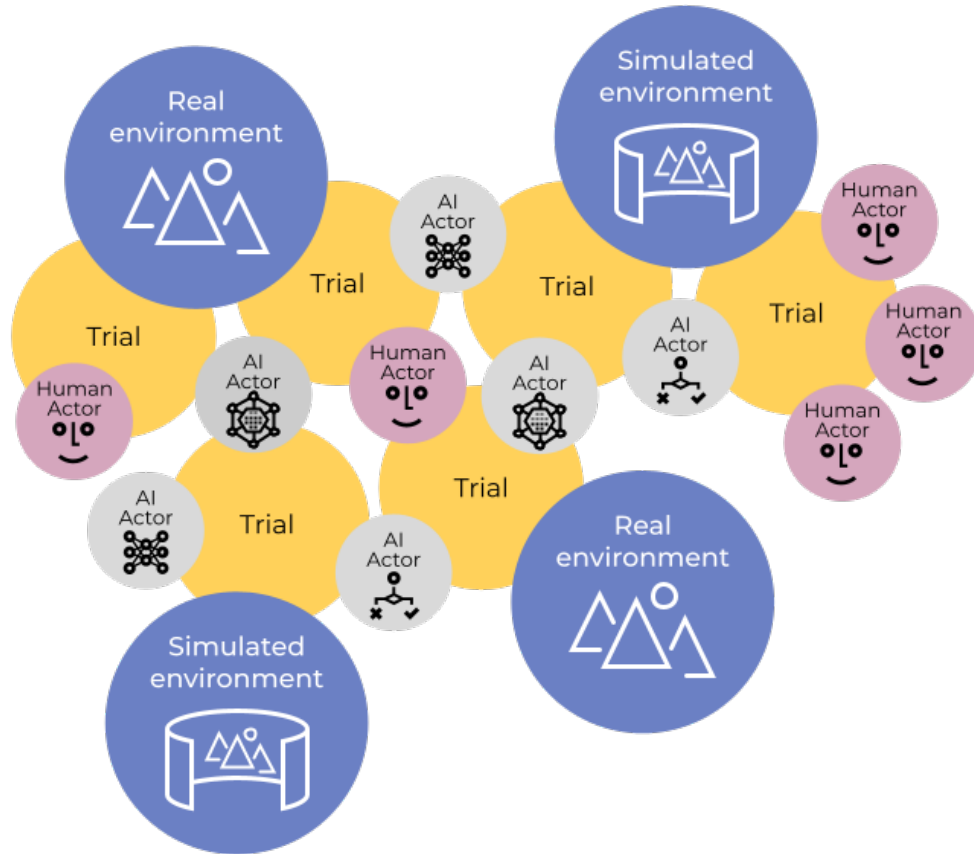 Real
environment
Simulated
environment
AI
Actor
Human
Actor
Trial
Trial
Trial
Trial
Human
Actor
AI
Actor
Human
Actor
AI
Actor
AI
Actor
Human
Actor
Human
Actor
Trial
Trial
AI
Actor
AI
Actor
Real
environment
Simulated
environment